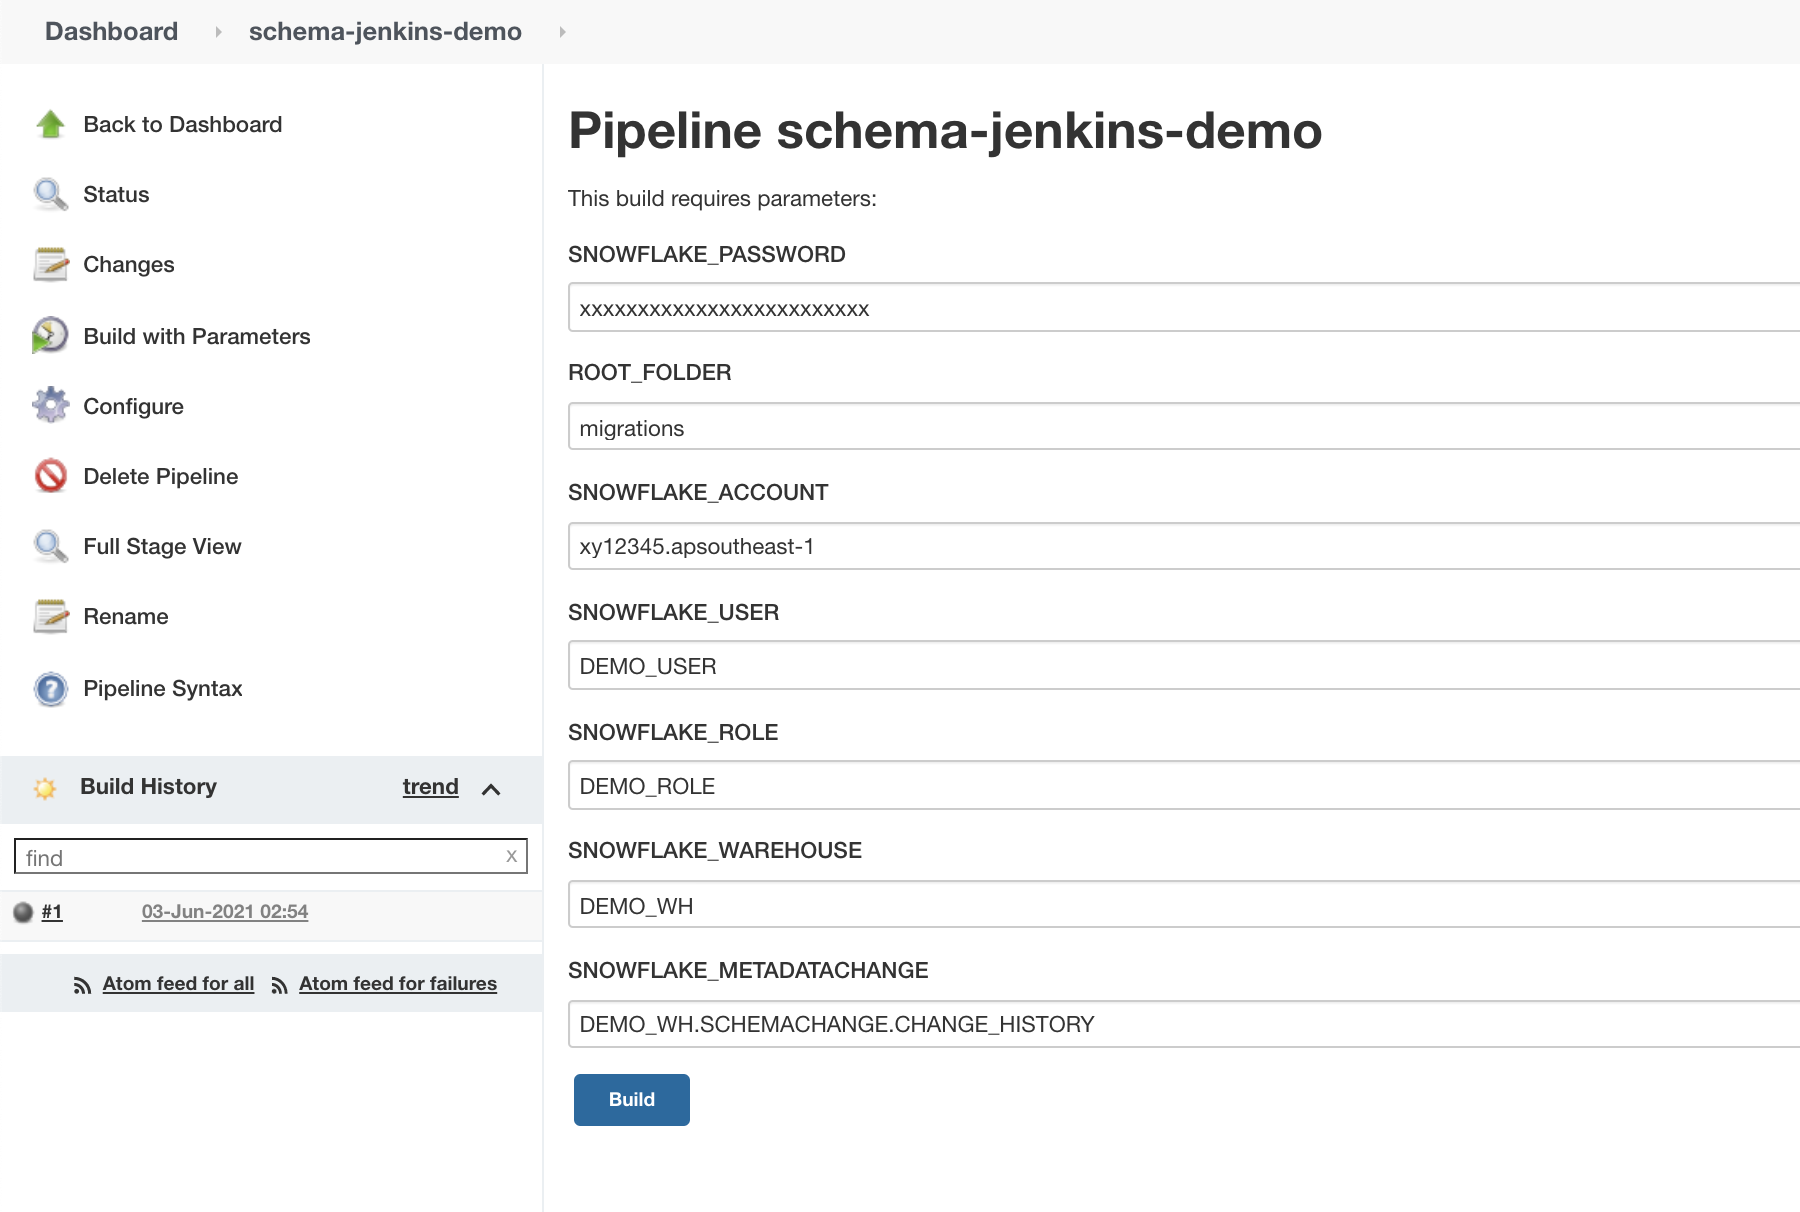 Dashboard schema-jenkins-demo
Back to Dashboard
Status
Changes
Build with Parameters
Configure
Delete Pipeline
Full Stage View
Rename
Pipeline Syntax
Build History trend
find x
#1 03-Jun-2021 02:54
Atom feed for all Atom feed for failures
Pipeline schema-jenkins-demo
This build requires parameters:
SNOWFLAKE_PASSWORD
xxxxxxxxxxxxxxxxxxxxxxxxx
ROOT_FOLDER
migrations
SNOWFLAKE_ACCOUNT
xy12345.apsoutheast-1
SNOWFLAKE_USER
DEMO_USER
SNOWFLAKE_ROLE
DEMO_ROLE
SNOWFLAKE_WAREHOUSE
DEMO_WH
SNOWFLAKE_METADATACHANGE
DEMO_WH.SCHEMACHANGE.CHANGE_HISTORY
Build